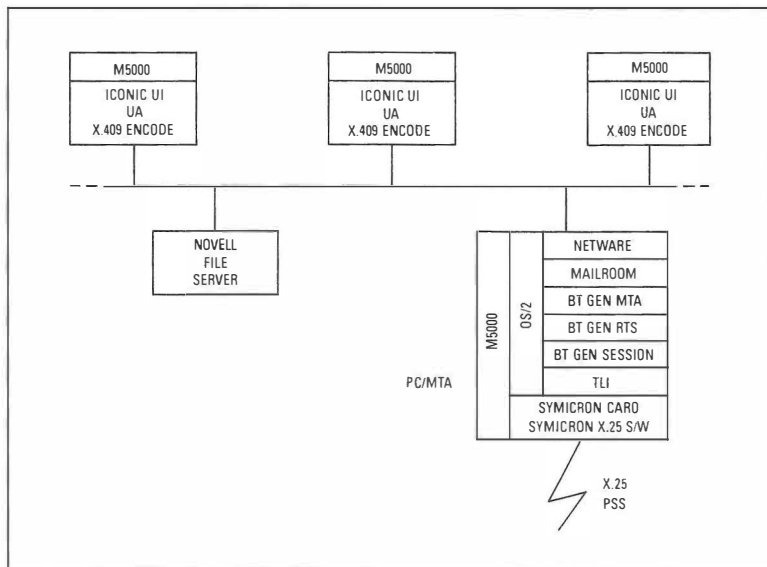 M5000
ICONIC UI
UA
X.409 ENCODE
M5000
ICONIC UI
UA
X.409 ENCODE
M5000
ICONIC UI
UA
X.409 ENCODE
NOVELL
FILE
SERVER
PC/MTA
M5000
OS/2
NETWARE
MAILROOM
BT GEN MTA
BT GEN RTS
BT GEN SESSION
TLI
SYMICRON CARD
SYMICRON X.25 S/W
X.25
PSS